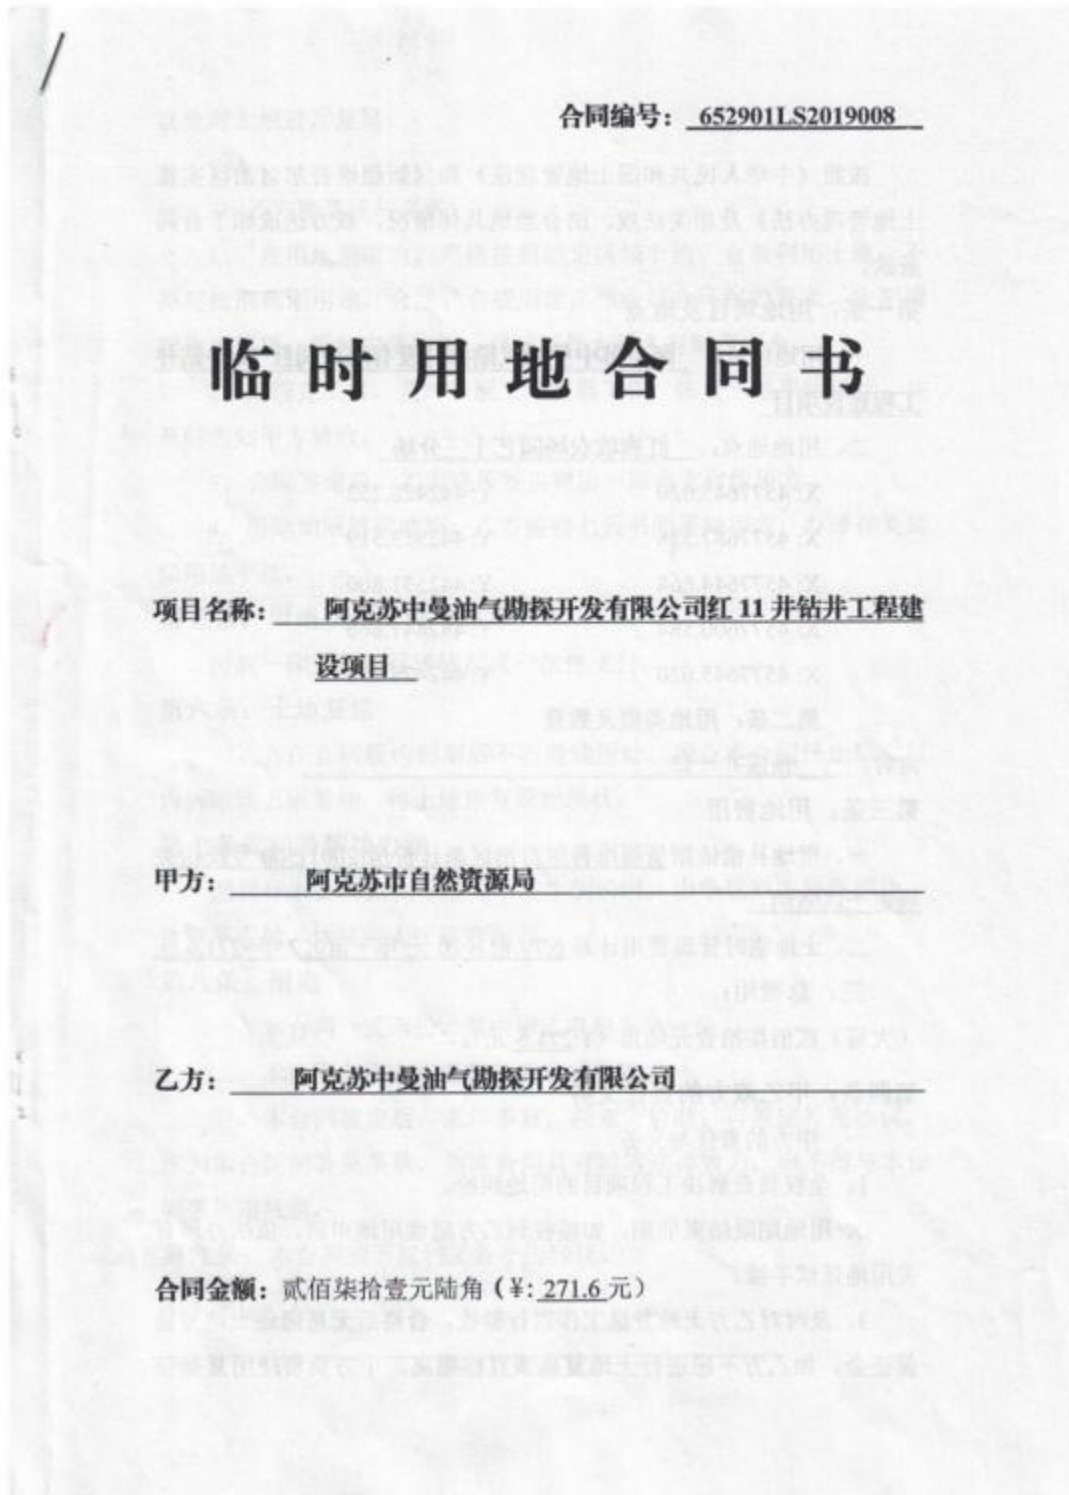 合同编号： 652901LS2019008
临时用地合同书
项目名称： 阿克苏中曼油气勘探开发有限公司红 11 井钻井工程建
设项目
甲方： 阿克苏市自然资源局
乙方： 阿克苏中曼油气勘探开发有限公司
合同金额：贰佰柒拾壹元陆角（¥: 271.6 元）